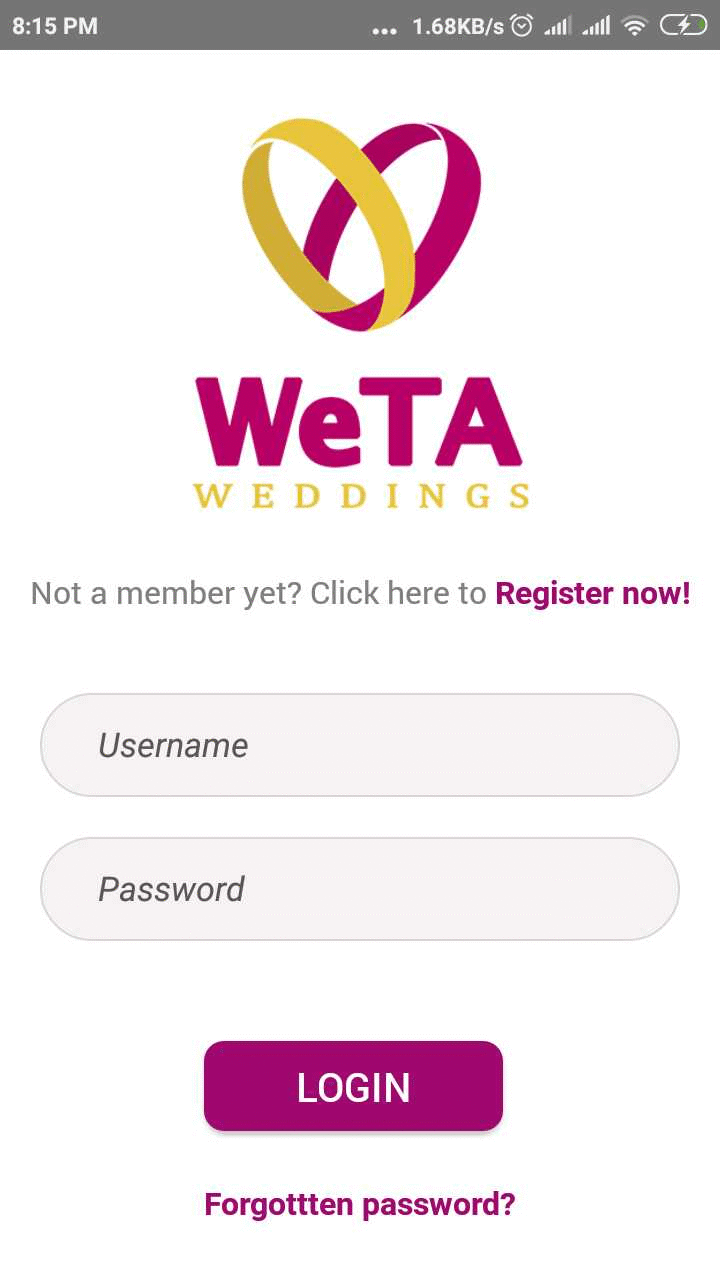 8:15 PM ... 1.68KB/s
WeTA
WEDDINGS
Not a member yet? Click here to Register now!
Username
Password
LOGIN
Forgottten password?